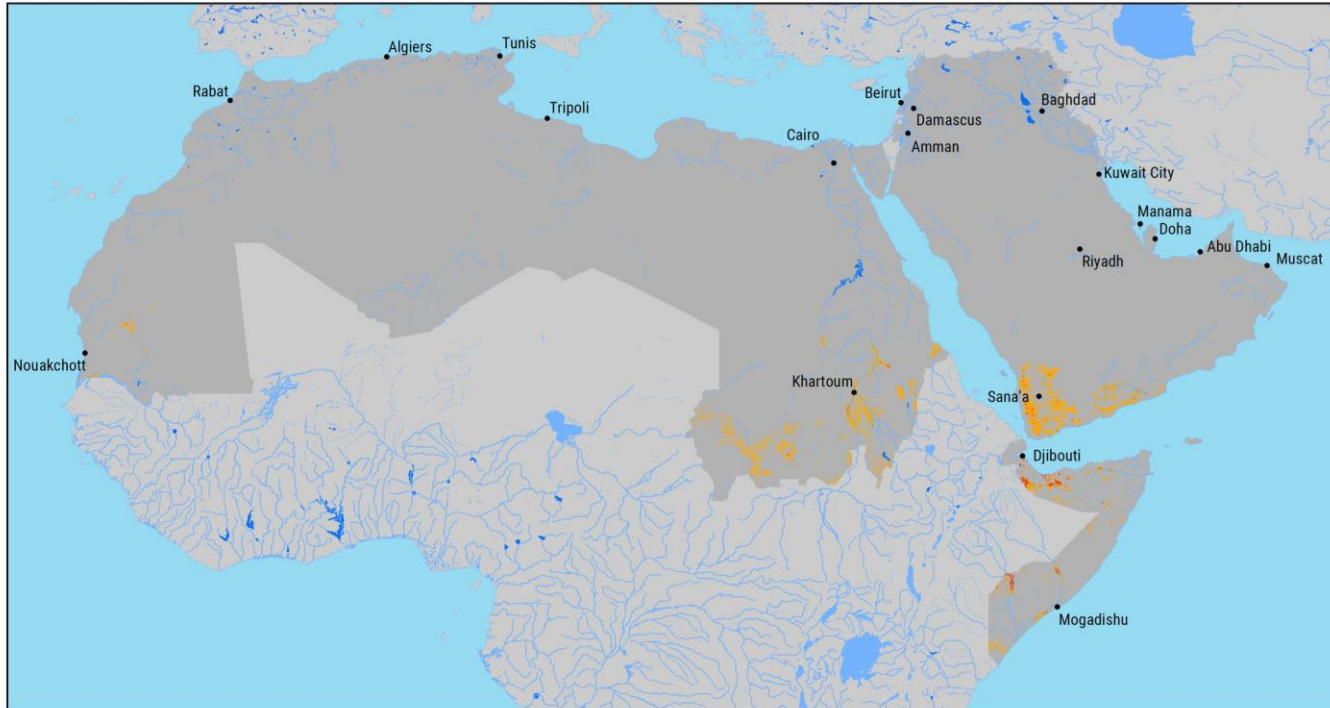 Algiers
Tunis
Rabat
Tripoli
Beirut
Baghdad
Damascus
Cairo
Amman
Kuwait City
Manama
Doha
Abu Dhabi
Riyadh
Muscat
Nouakchott
Khartoum
Sana'a
Djibouti
Mogadishu